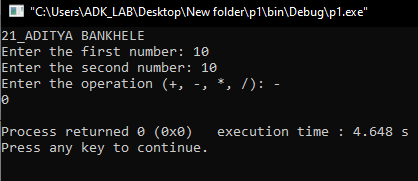 "C:\Users\ADK_LAB\Desktop\New folder\p1\bin\Debug\p1.exe"
21_ADITYA BANKHELE
Enter the first number: 10
Enter the second number: 10
Enter the operation (+, -, *, /): -
0
Process returned 0 (0x0)   execution time : 4.648 s
Press any key to continue.